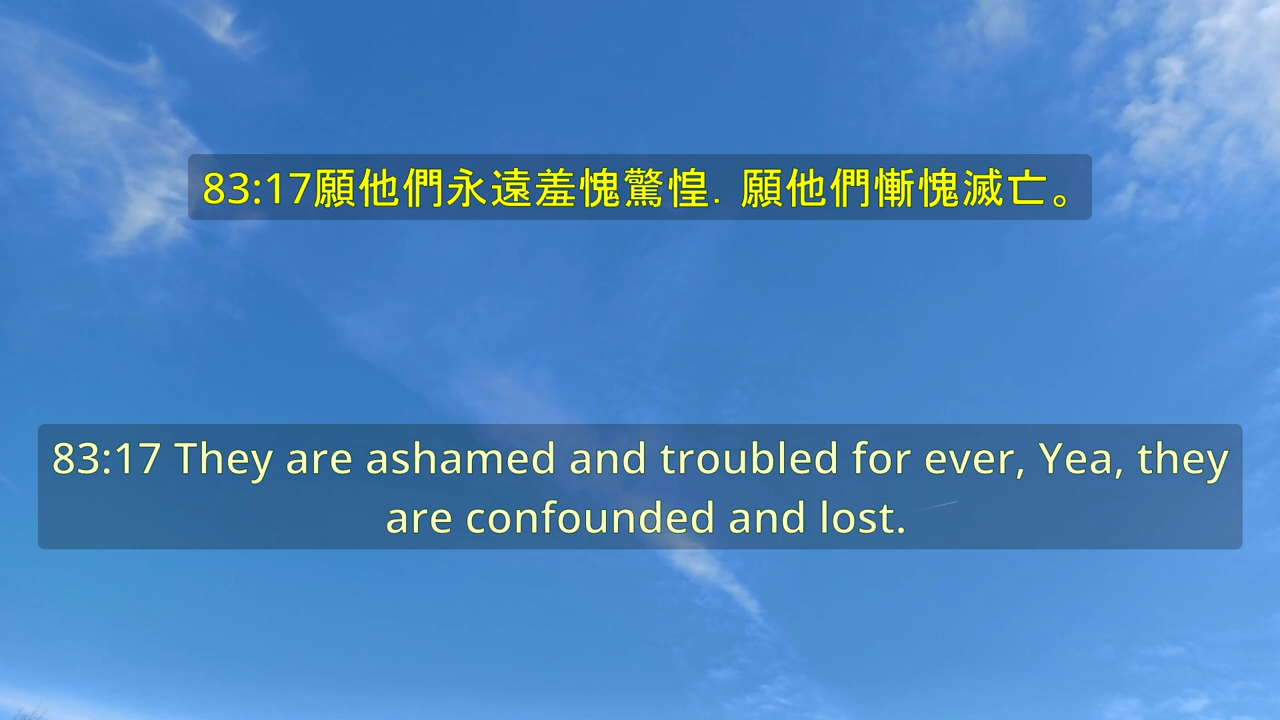 83:17願他們永遠羞愧驚惶．願他們慚愧滅亡。
83:17 They are ashamed and troubled for ever, Yea, they
are confounded and lost.